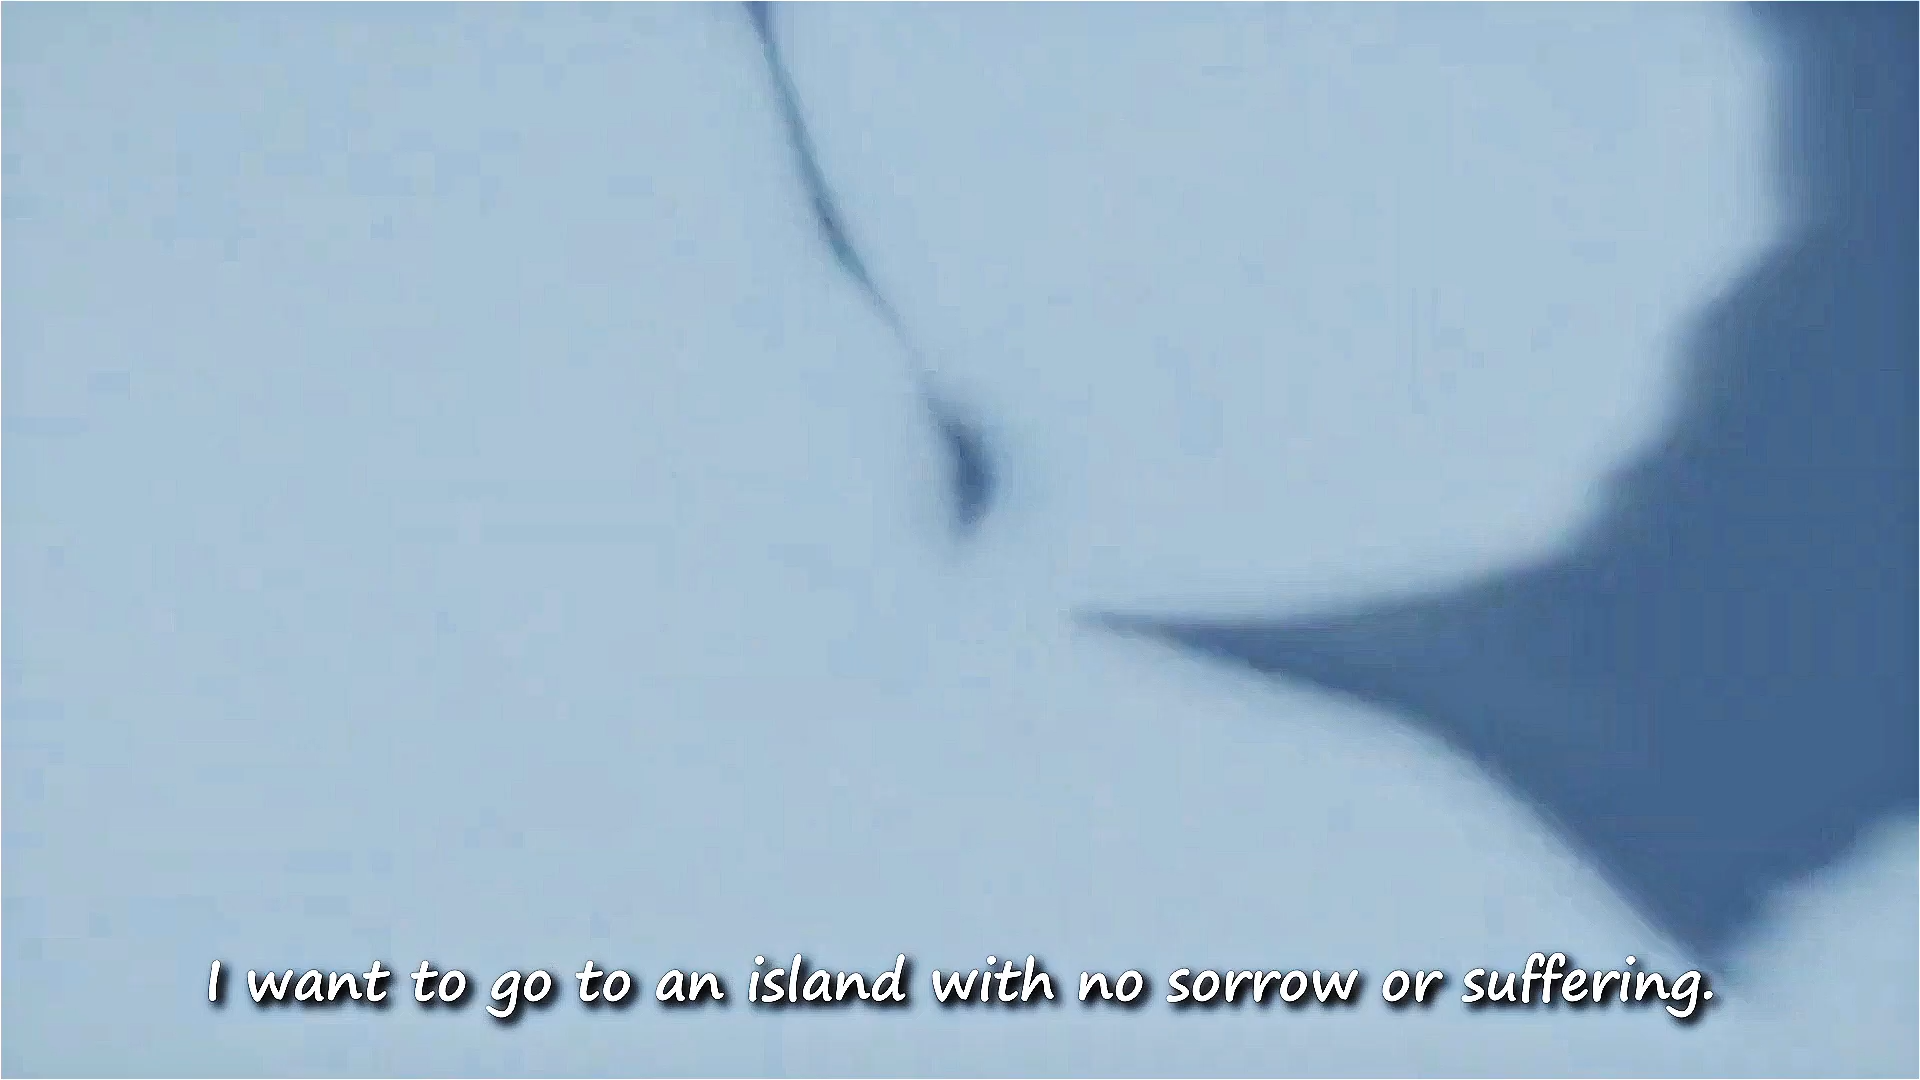 I want to go to an island with no sorrow or suffering.